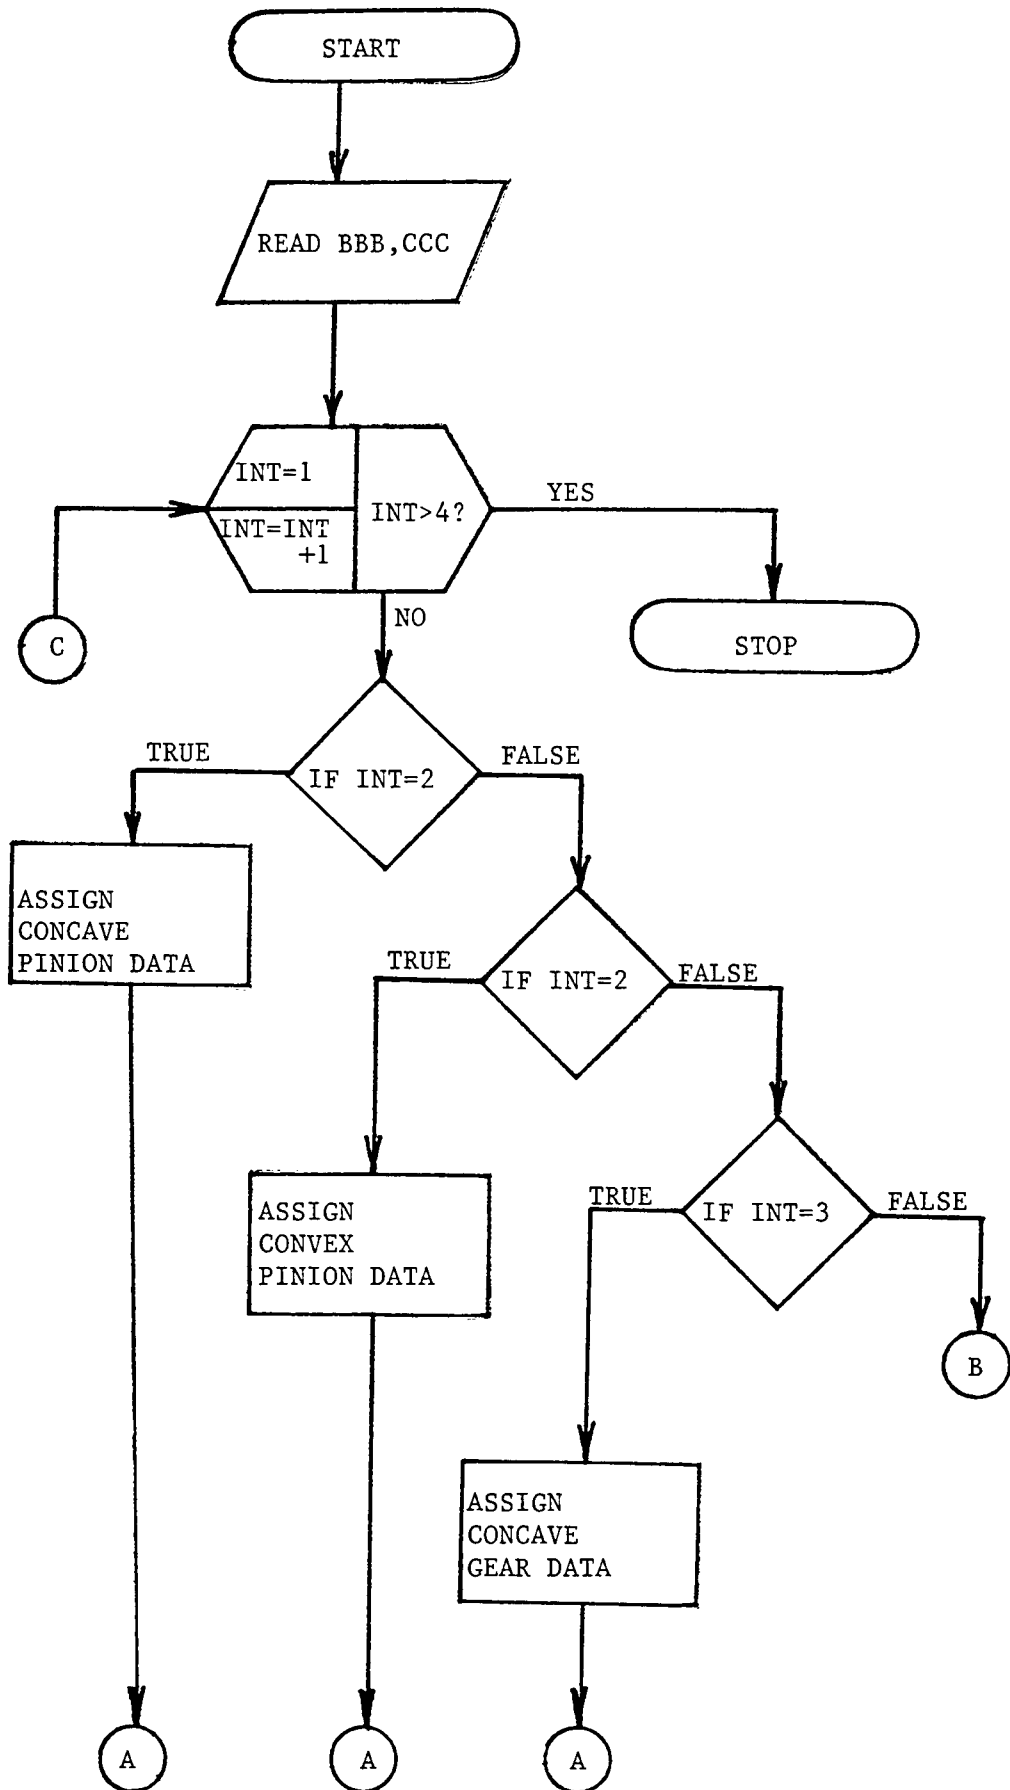 START
READ BBB,CCC
INT=1
INT=INT
+1
INT>4?
YES
C
NO
STOP
TRUE
IF INT=2
FALSE
ASSIGN
CONCAVE
PINION DATA
TRUE
IF INT=2
FALSE
ASSIGN
CONVEX
PINION DATA
TRUE
IF INT=3
FALSE
B
ASSIGN
CONCAVE
GEAR DATA
A
A
A